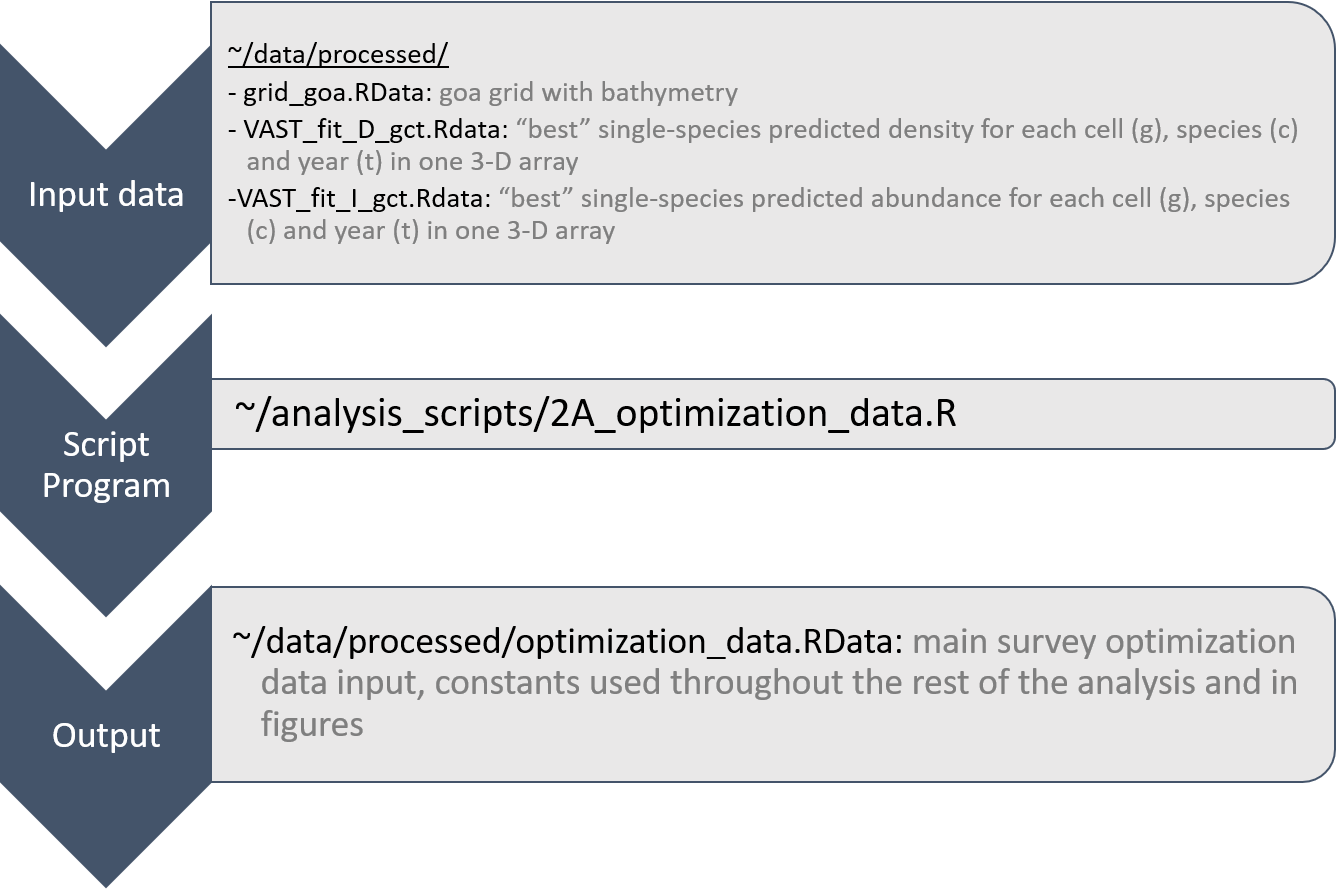 Input data
~/data/processed/
- grid_goa.RData: goa grid with bathymetry
- VAST_fit_D_gct.Rdata: “best” single-species predicted density for each cell (g), species (c)
and year (t) in one 3-D array
-VAST_fit_I_gct.Rdata: “best” single-species predicted abundance for each cell (g), species
(c) and year (t) in one 3-D array
Script
Program
~/analysis_scripts/2A_optimization_data.R
Output
~/data/processed/optimization_data.RData: main survey optimization
data input, constants used throughout the rest of the analysis and in
figures